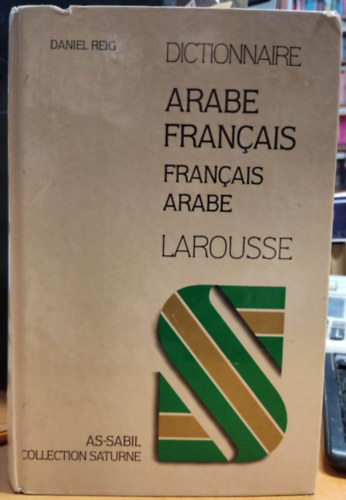 DANIEL REIG
DICTIONNAIRE
ARABE
FRANÇAIS
FRANÇAIS
ARABE
LAROUSSE
AS-SABIL
COLLECTION SATURNE